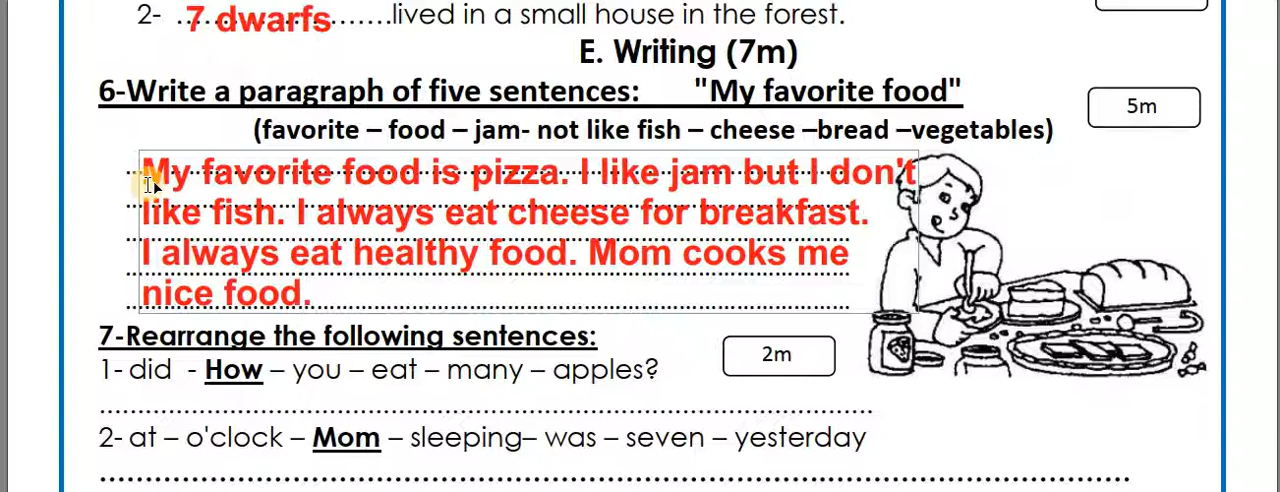 2- ....7 dwarfs.......lived in a small house in the forest.
E. Writing (7m)
6-Write a paragraph of five sentences: "My favorite food"
5m
(favorite – food – jam- not like fish – cheese –bread –vegetables)
My favorite food is pizza. I like jam but I don't
like fish. I always eat cheese for breakfast.
I always eat healthy food. Mom cooks me
nice food.
7-Rearrange the following sentences:
2m
1- did - How – you – eat – many – apples?
2- at – o'clock – Mom – sleeping– was – seven – yesterday